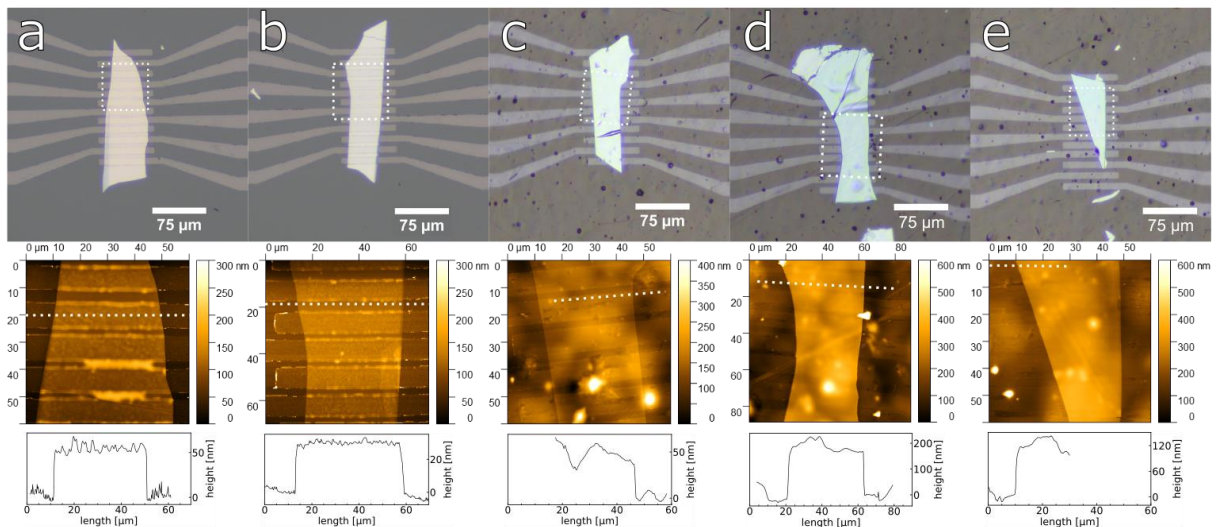 a b c d e
75 μm 75 μm 75 μm 75 μm 75 μm
0 μm 10 20 30 40 50
0 μm 20 40 60
0 μm 20 40 60
0 μm 20 40 60 80
0 μm 10 20 30 40 50
0 10 20 30 40 50
300 nm 250 200 150 100 50 0
0 20 40 60
300 nm 250 200 150 100 50 0
0 10 20 30 40 50
400 nm 350 300 250 200 150 100 50 0
0 20 40 60 80
600 nm 500 400 300 200 100 0
0 10 20 30 40 50
600 nm 500 400 300 200 100 0
50 0 height [nm]
0 20 40 60
length [μm]
20 0 height [nm]
0 20 40 60
length [μm]
50 0 height [nm]
0 20 40 60
length [μm]
200 100 0 height [nm]
0 20 40 60 80
length [μm]
120 60 0 height [nm]
0 20 40 60
length [μm]